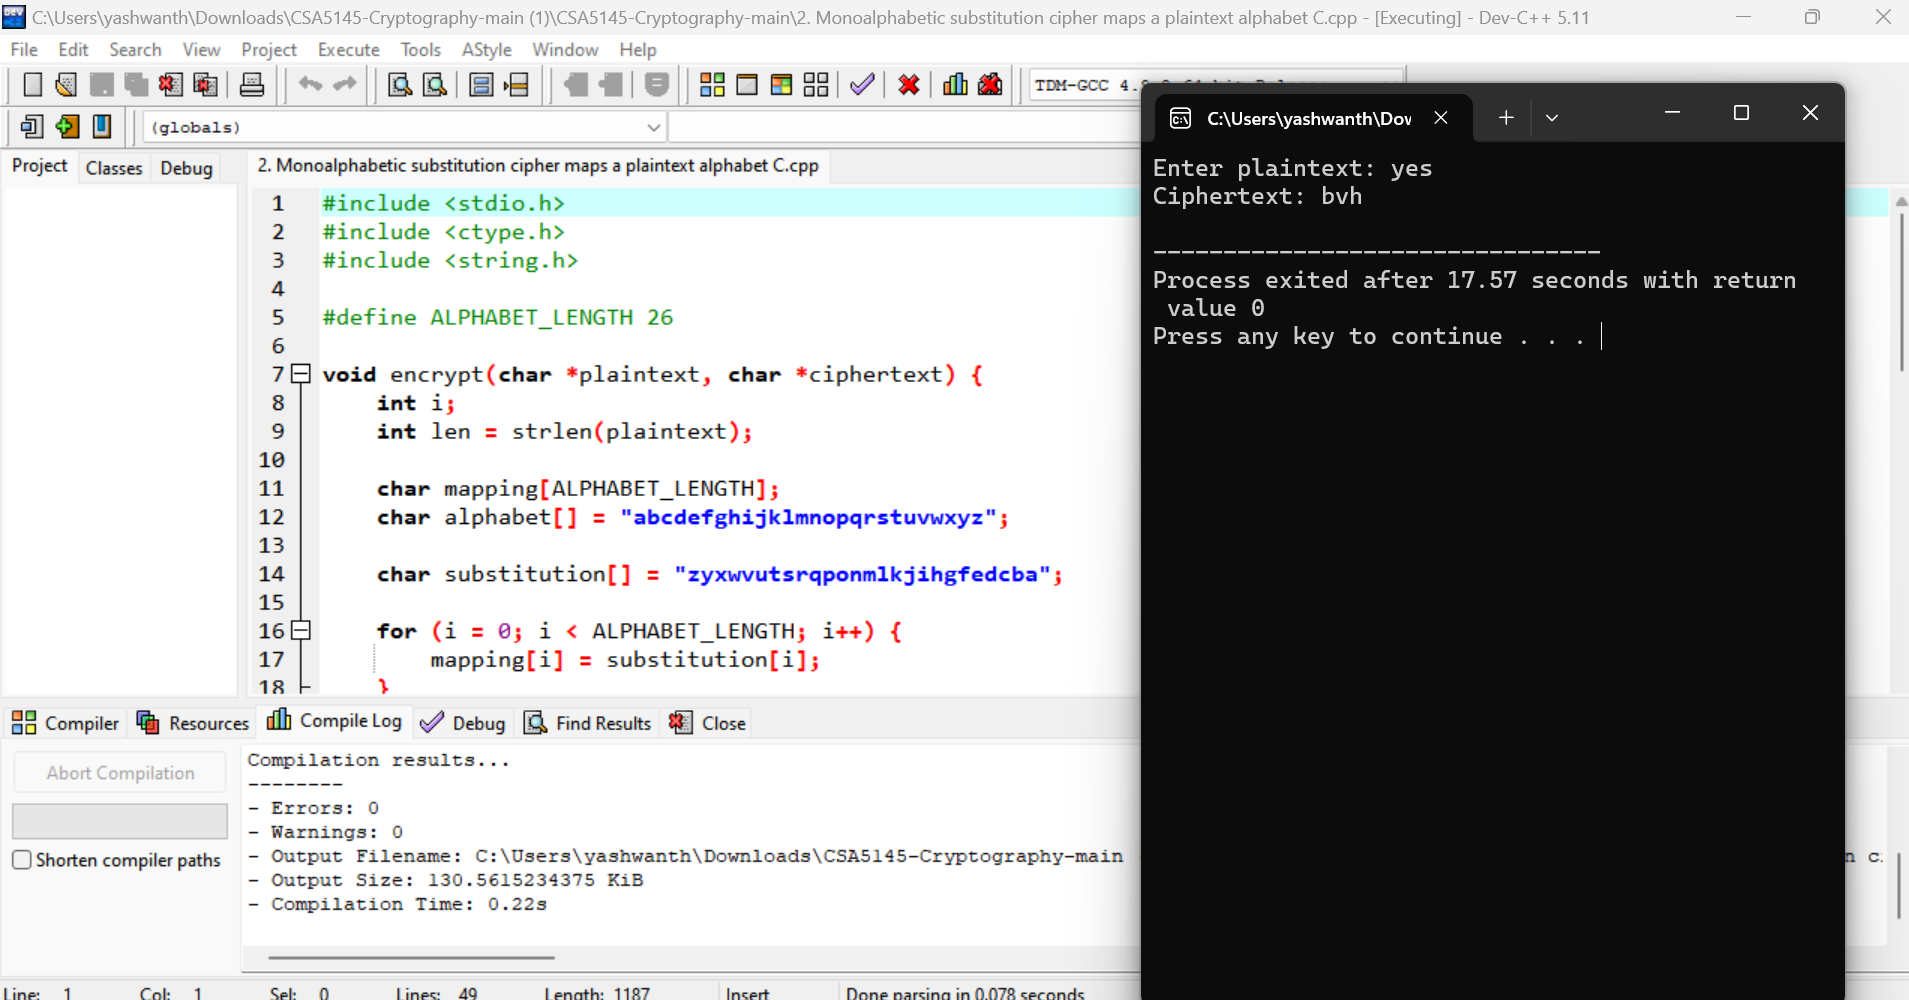 C:\Users\yashwanth\Downloads\CSA5145-Cryptography-main (1)\CSA5145-Cryptography-main\2. Monoalphabetic substitution cipher maps a plaintext alphabet C.cpp - [Executing] - Dev-C++ 5.11
File Edit Search View Project Execute Tools AStyle Window Help
TDM-GCC
(globals)
Project Classes Debug
2. Monoalphabetic substitution cipher maps a plaintext alphabet C.cpp
1 #include <stdio.h>
2 #include <ctype.h>
3 #include <string.h>
4
5 #define ALPHABET_LENGTH 26
6
7 void encrypt(char *plaintext, char *ciphertext) {
8 int i;
9 int len = strlen(plaintext);
10
11 char mapping[ALPHABET_LENGTH];
12 char alphabet[] = "abcdefghijklmnopqrstuvwxyz";
13
14 char substitution[] = "zyxwvutsrqponmlkjihgfedcba";
15
16 for (i = 0; i < ALPHABET_LENGTH; i++) {
17 mapping[i] = substitution[i];
18 }
C:\Users\yashwanth\Dov
Enter plaintext: yes
Ciphertext: bvh
--------------------------------
Process exited after 17.57 seconds with return
value 0
Press any key to continue . . .
Compiler Resources Compile Log Debug Find Results Close
Abort Compilation
Shorten compiler paths
Compilation results...
--------
- Errors: 0
- Warnings: 0
- Output Filename: C:\Users\yashwanth\Downloads\CSA5145-Cryptography-main
- Output Size: 130.5615234375 KiB
- Compilation Time: 0.22s
Line: 1 Col: 1 Sel: 0 Lines: 49 Length: 1187 Insert Done parsing in 0.078 seconds